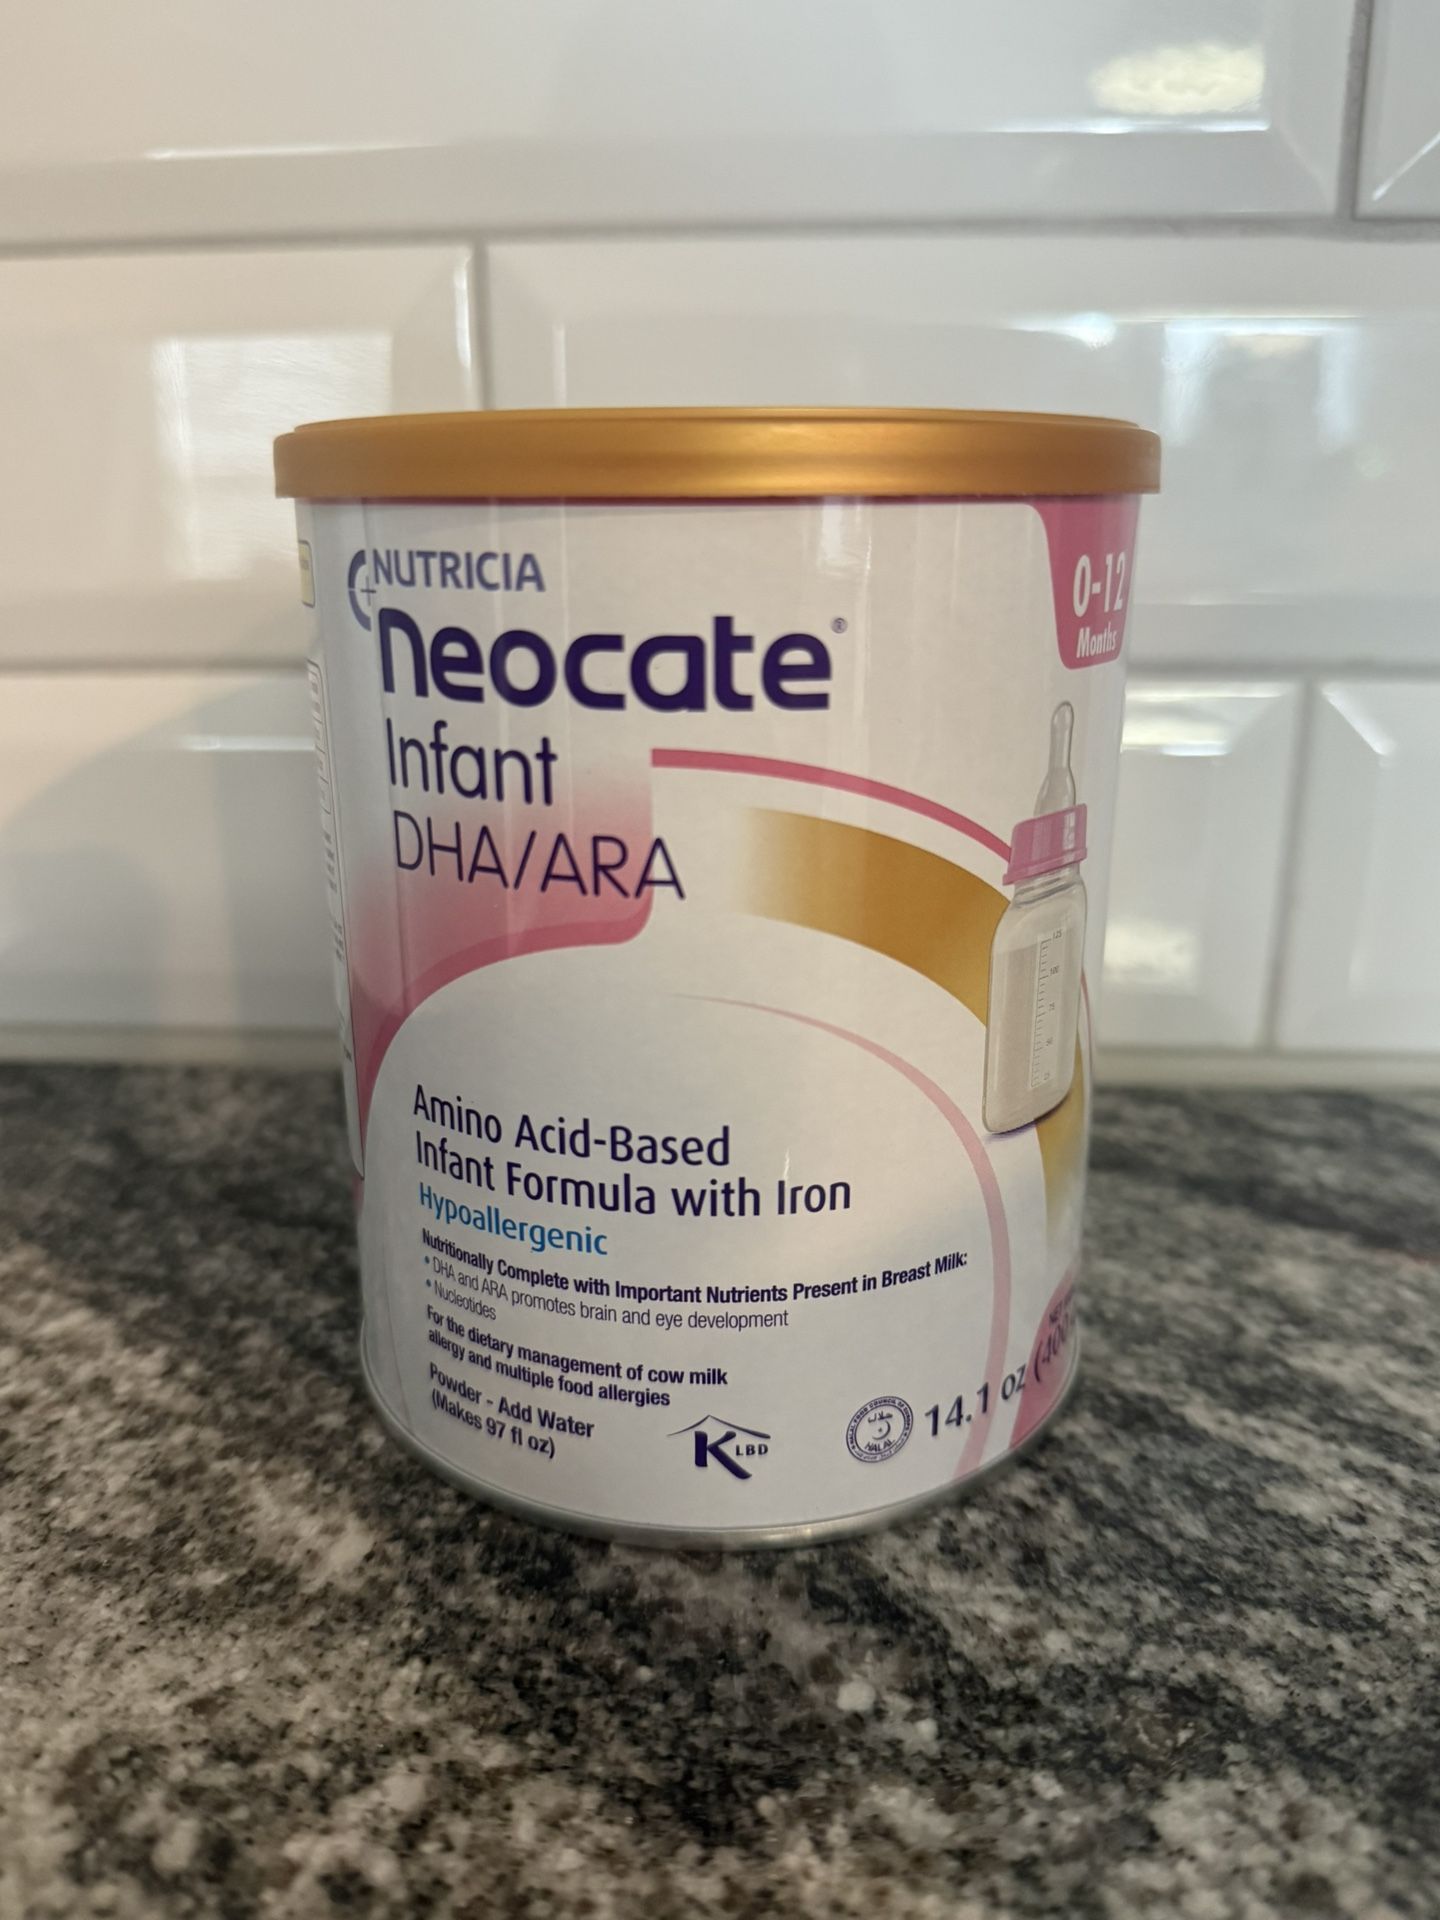 NUTRICIA
neocate®
Infant
DHA/ARA
0-12
Months
Amino Acid-Based
Infant Formula with Iron
Hypoallergenic
Nutritionally Complete with Important Nutrients Present in Breast Milk:
• DHA and ARA promotes brain and eye development
• Nucleotides
For the dietary management of cow milk
allergy and multiple food allergies
Powder - Add Water
(Makes 97 fl oz)
K LBD
HALAL
14.1 oz (400